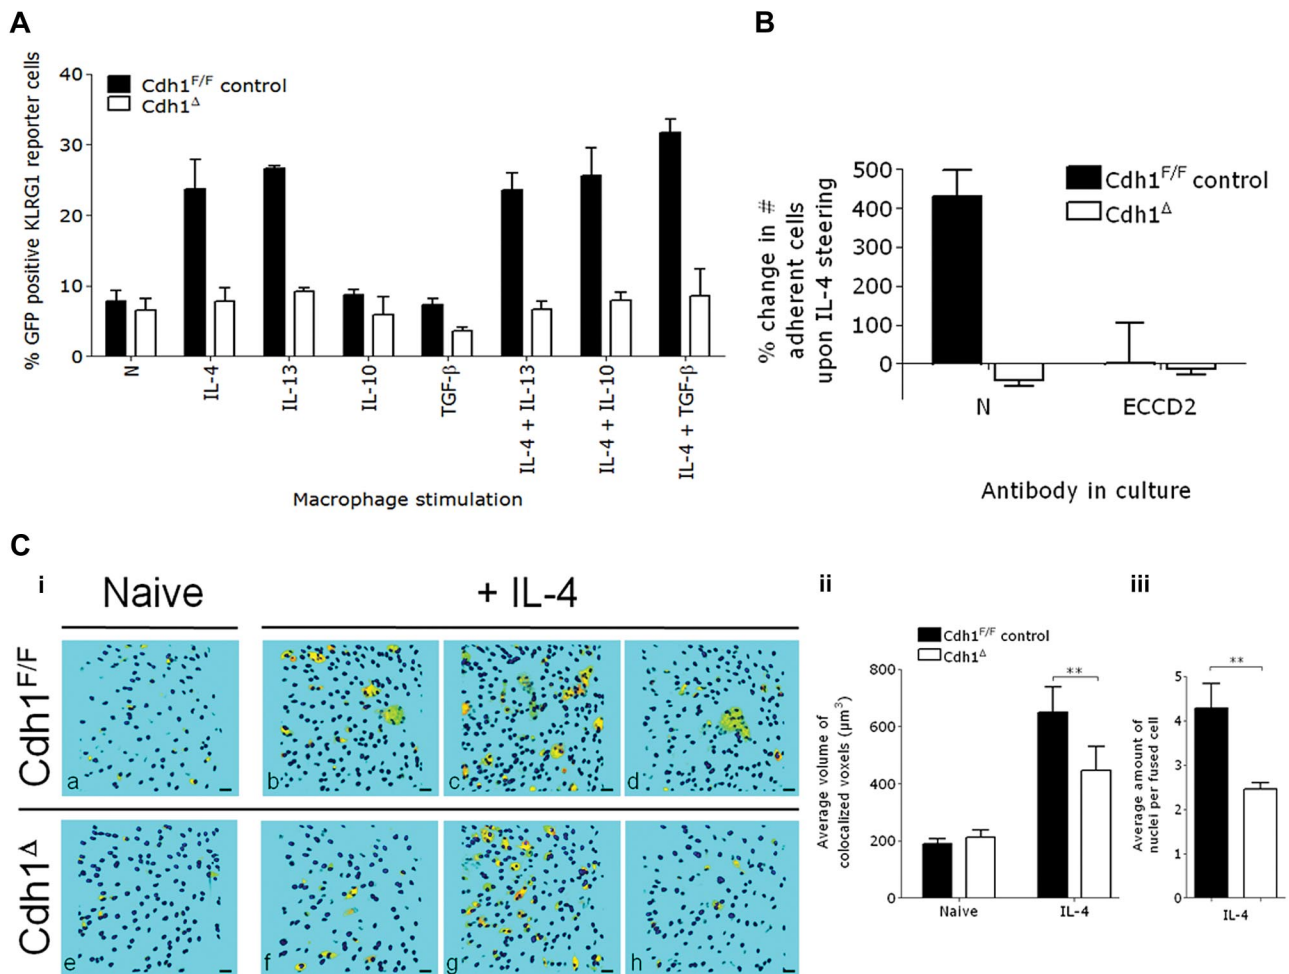 A
% GFP positive KLRG1 reporter cells
40
30
20
10
0
Cdh1F/F control
Cdh1Δ
N
IL-4
IL-13
IL-10
TGF-β
IL-4 + IL-13
IL-4 + IL-10
IL-4 + TGF-β
Macrophage stimulation
B
% change in #
adherent cells
upon IL-4 steering
500
400
300
200
100
0
Cdh1F/F control
Cdh1Δ
N
ECCD2
Antibody in culture
C
i
Naive
+ IL-4
Cdh1F/F
a
b
c
d
Cdh1Δ
e
f
g
h
ii
Cdh1F/F control
Cdh1Δ
Average volume of
colocalized voxels (µm3)
800
600
400
200
0
**
Naive
IL-4
iii
Average amount of
nuclei per fused cell
5
4
3
2
1
0
**
IL-4